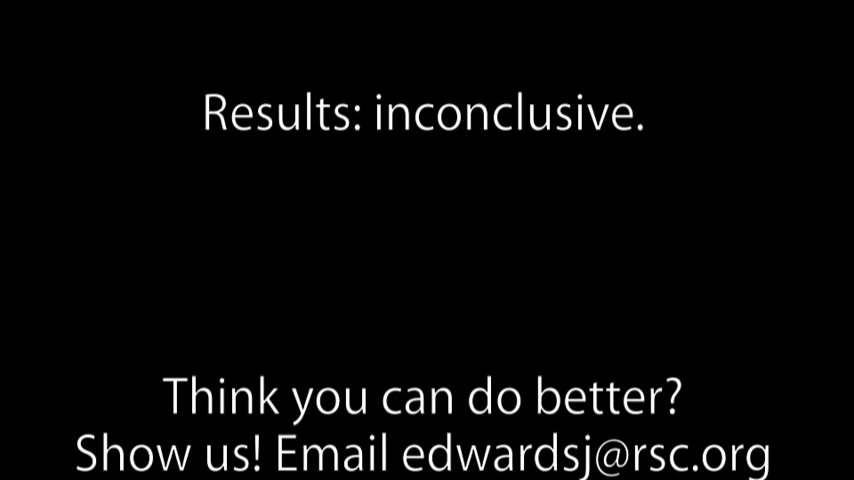 Results: inconclusive.
Think you can do better?
Show us! Email edwardsj@rsc.org